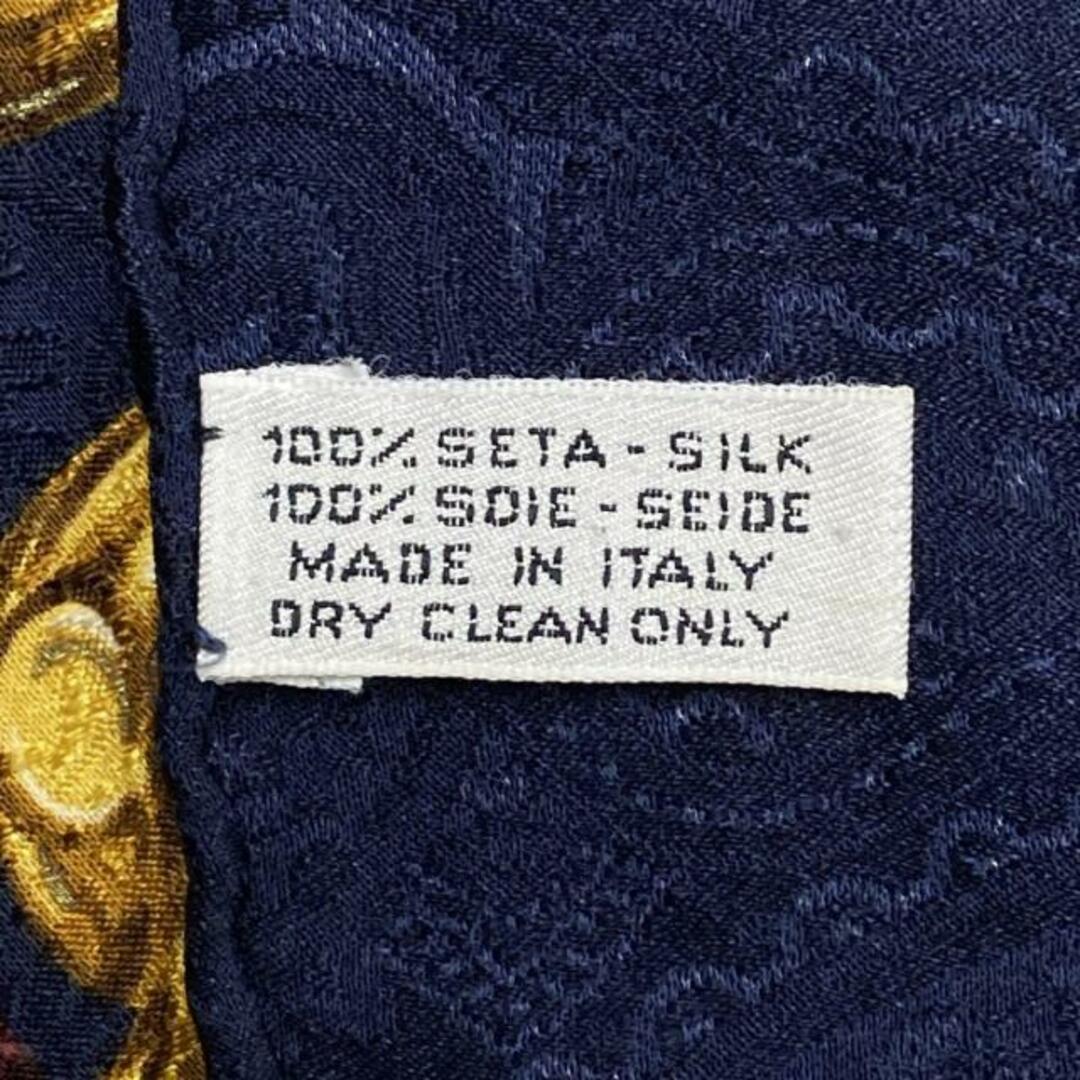 100% SETA - SILK
100% SOIE - SEIDE
MADE IN ITALY
DRY CLEAN ONLY